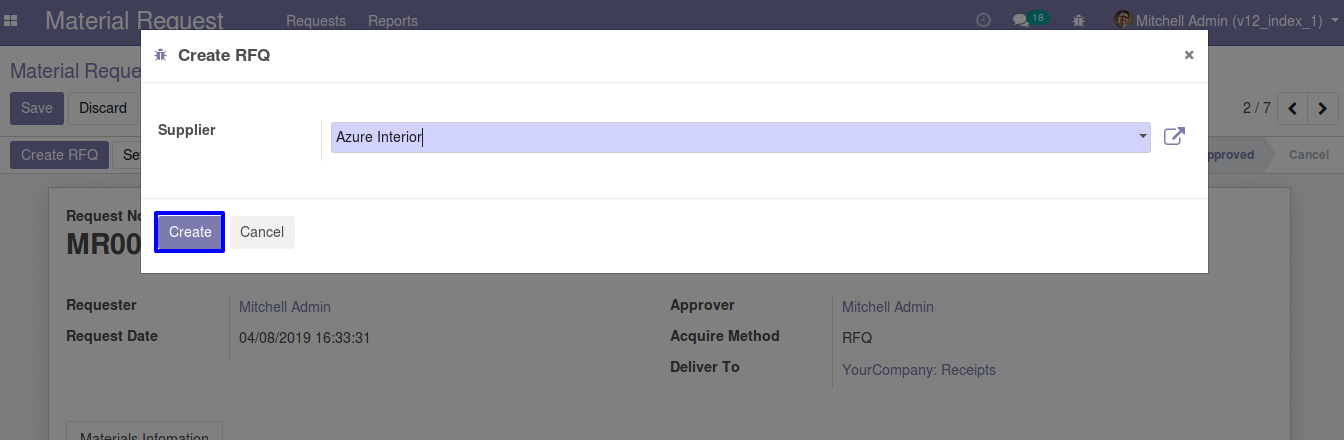 Material Request Requests Reports 18 Mitchell Admin (v12_index_1)
Create RFQ ×
Material Reque
Save Discard 2 / 7
Supplier Azure Interior
Create RFQ Se pproved Cancel
Request No
MR00
Create Cancel
Requester Mitchell Admin Approver Mitchell Admin
Request Date 04/08/2019 16:33:31 Acquire Method RFQ
Deliver To YourCompany: Receipts
Materials Infomation